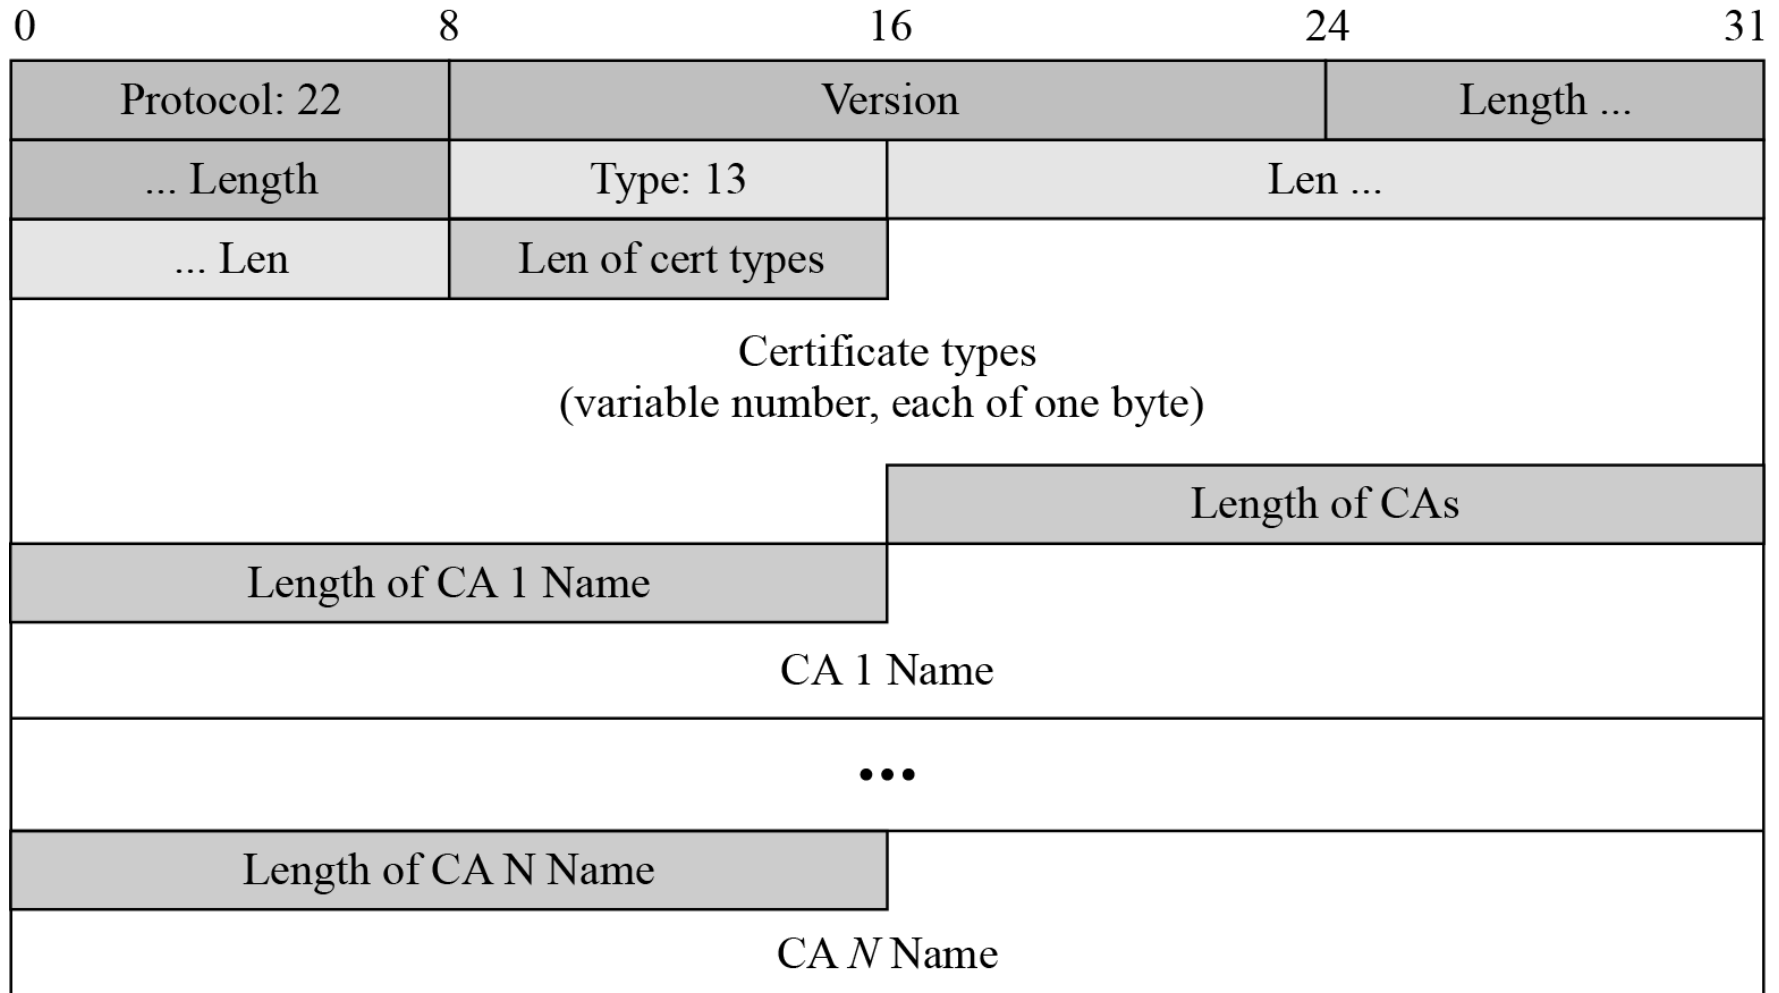 0 8 16 24 31
Protocol: 22 Version Length ...
... Length Type: 13 Len ...
... Len Len of cert types
Certificate types
(variable number, each of one byte)
Length of CAs
Length of CA 1 Name
CA 1 Name
•••
Length of CA N Name
CA N Name